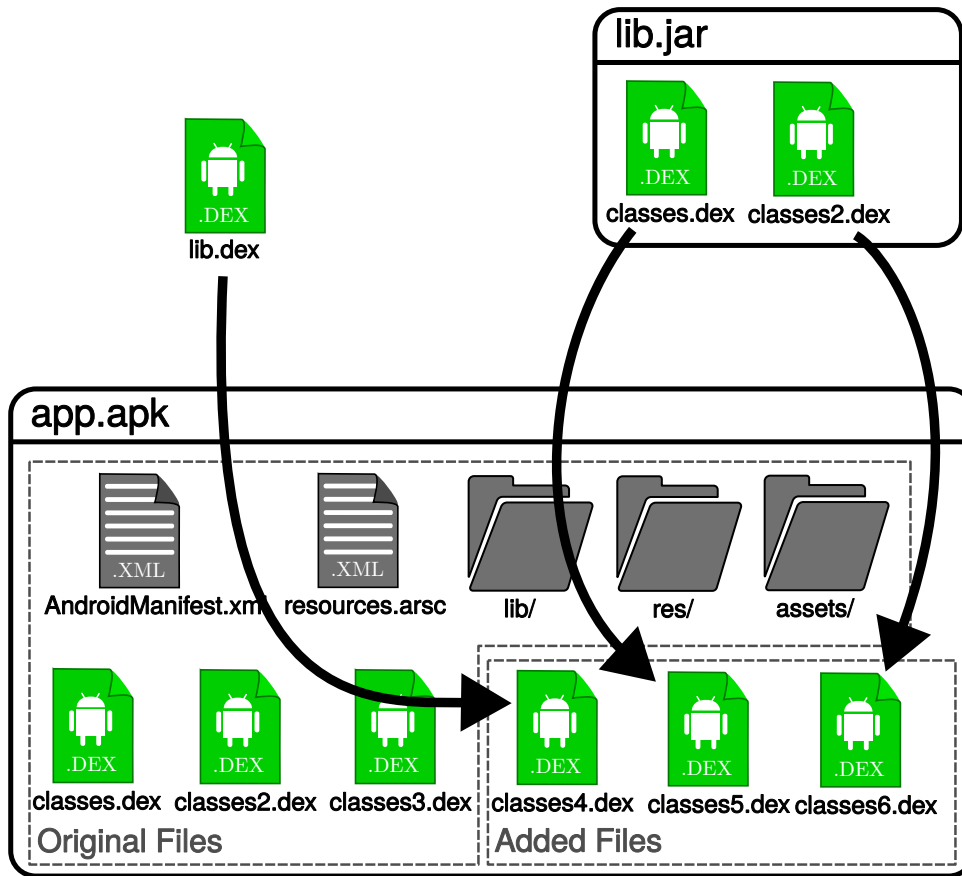 lib.jar
.DEX
.DEX
classes.dex classes2.dex
.DEX
lib.dex
app.apk
.XML
.XML
AndroidManifest.xml resources.arsc lib/ res/ assets/
.DEX
.DEX
.DEX
.DEX
.DEX
.DEX
classes.dex classes2.dex classes3.dex classes4.dex classes5.dex classes6.dex
Original Files
Added Files